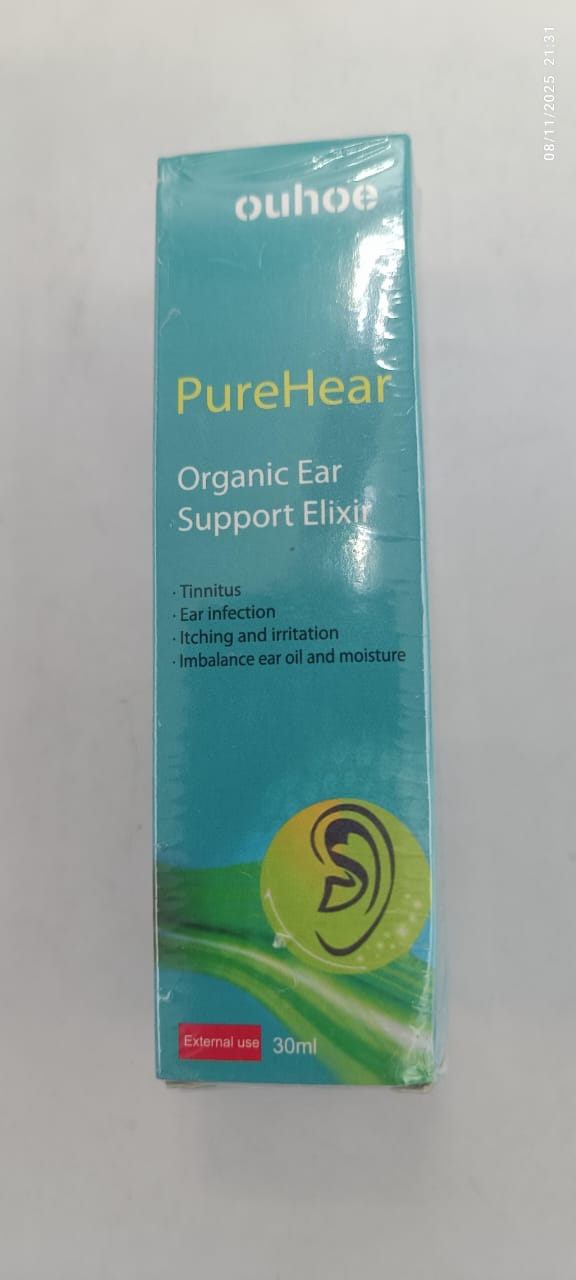 08/11/2025 21:31
ouhoe
PureHear
Organic Ear
Support Elixir
· Tinnitus
· Ear infection
· Itching and irritation
· Imbalance ear oil and moisture
External use
30ml